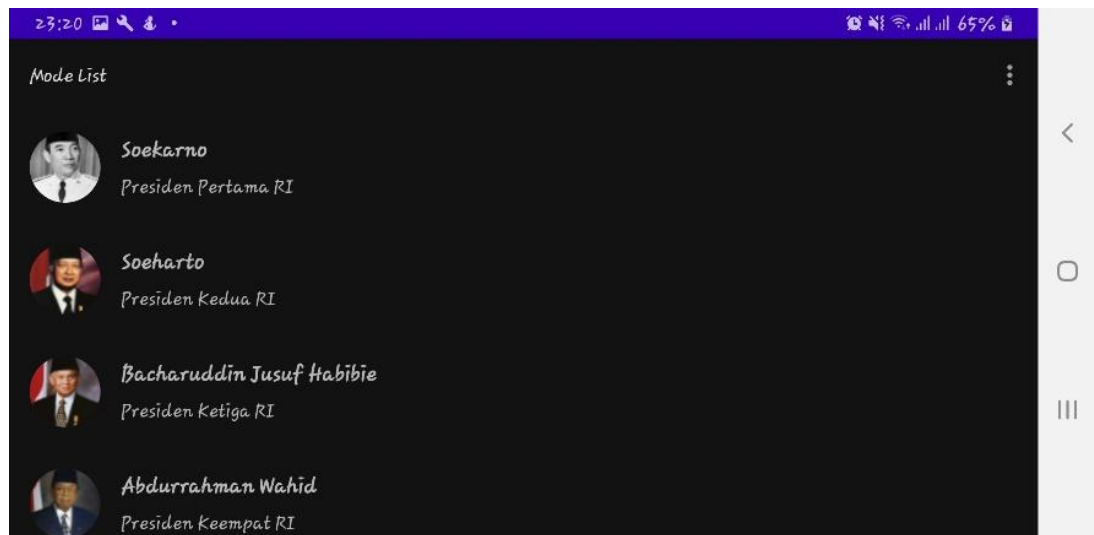 23:20 65%
Mode List
Soekarno
Presiden Pertama RI
Soeharto
Presiden Kedua RI
Bacharuddin Jusuf Habibie
Presiden Ketiga RI
Abdurrahman Wahid
Presiden Keempat RI